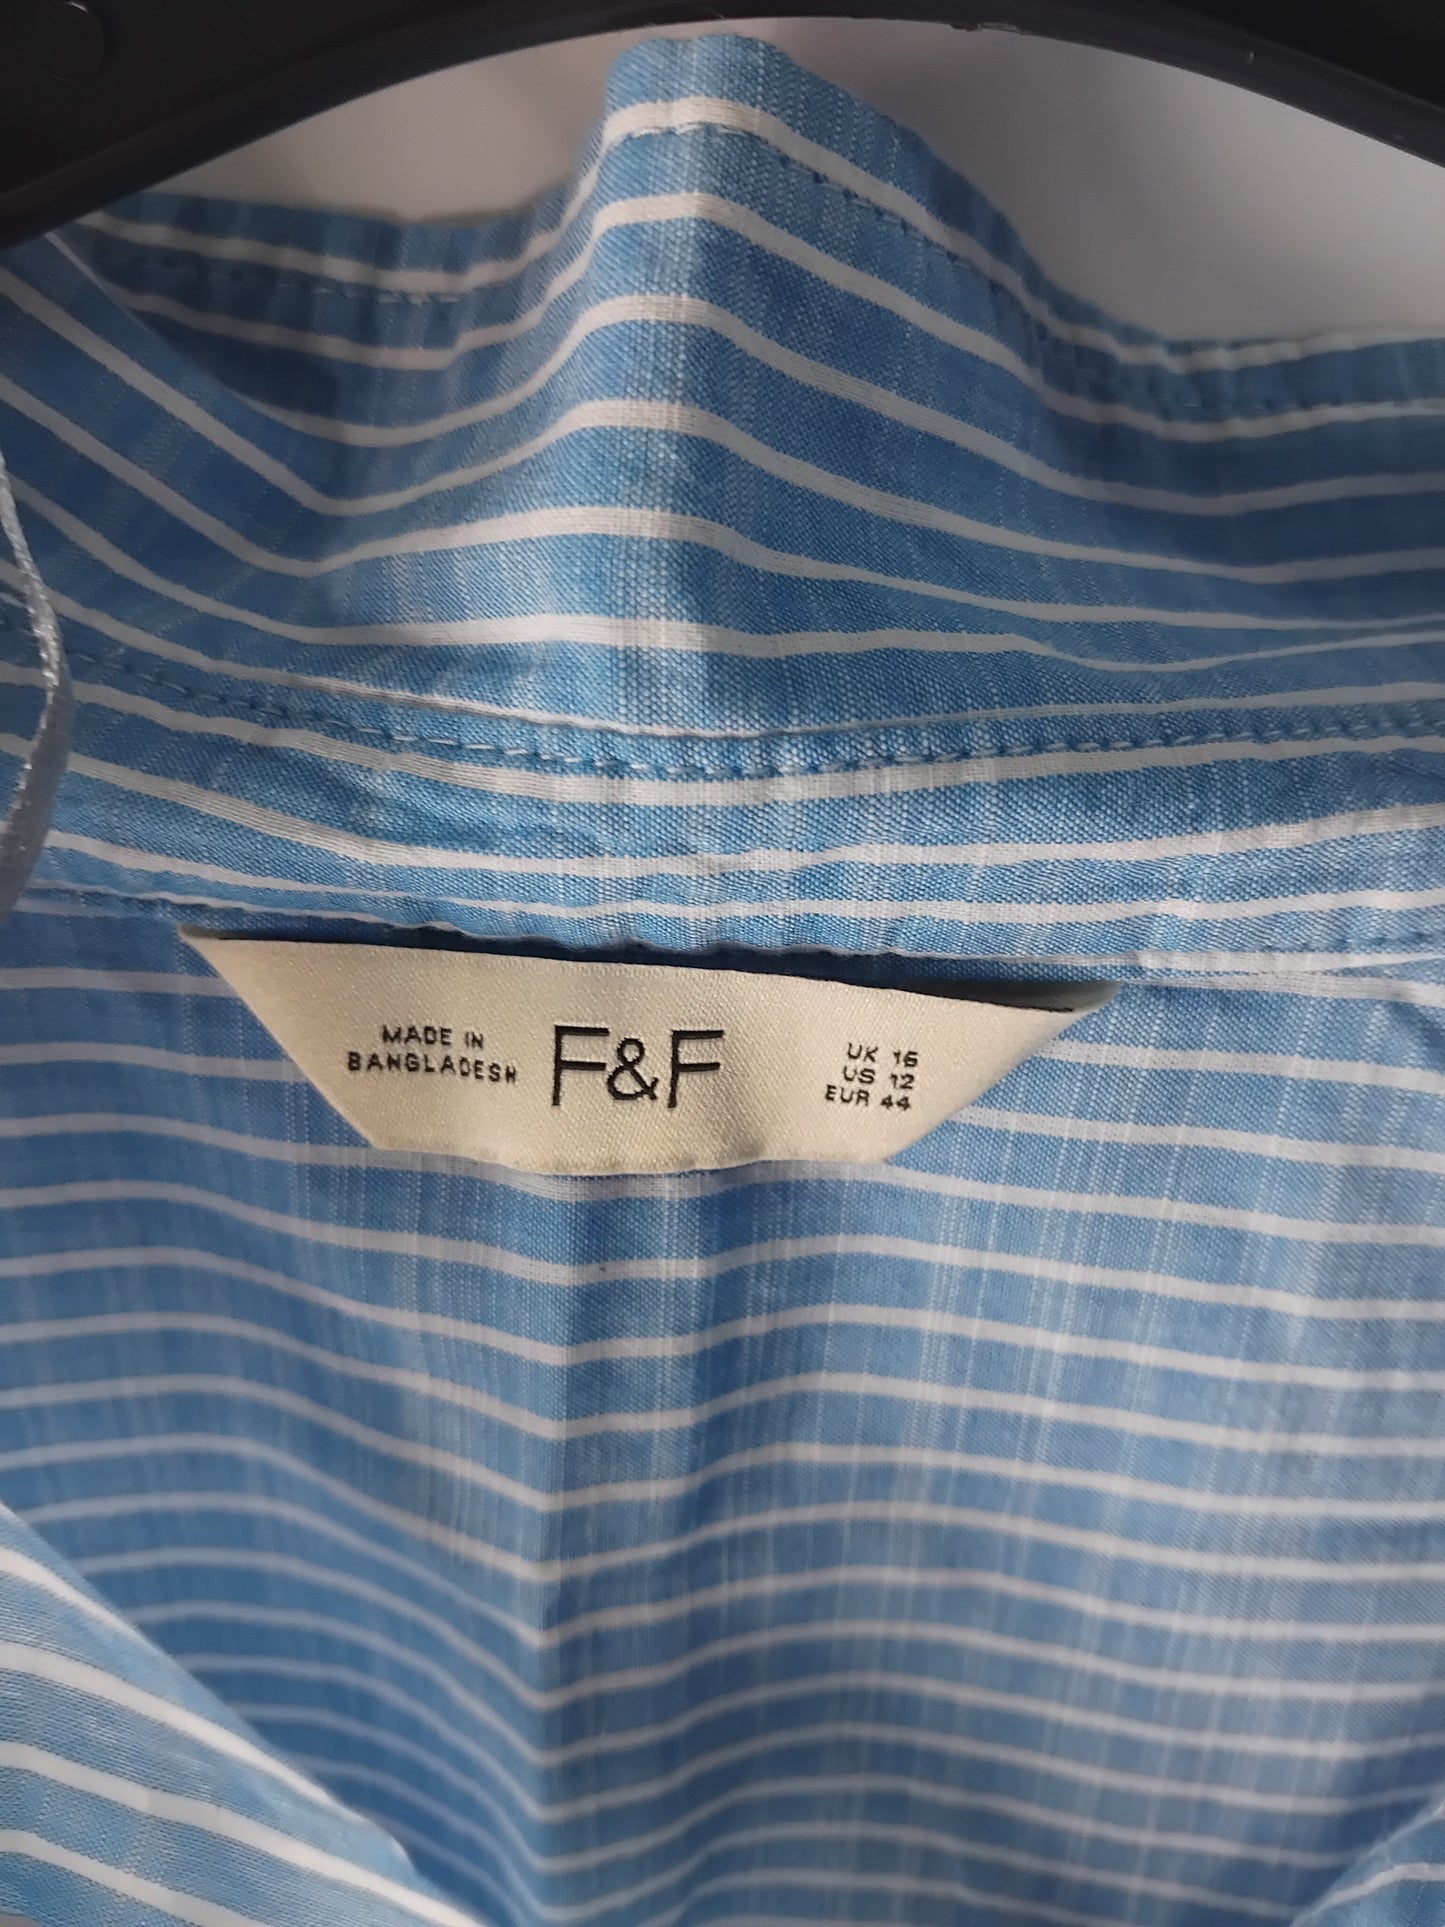 MADE IN
BANGLADESH
F&F
UK 16
US 12
EUR 44